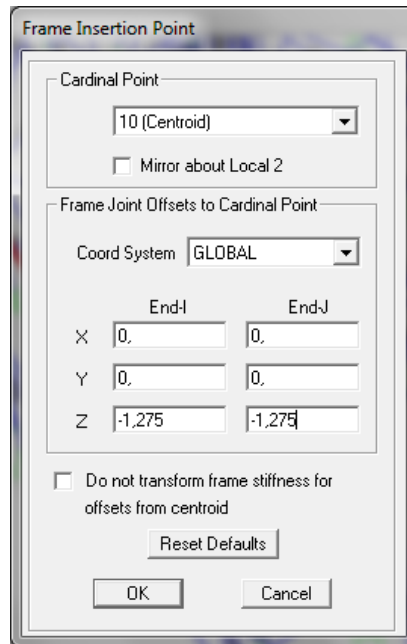 Frame Insertion Point
Cardinal Point
10 (Centroid)
Mirror about Local 2
Frame Joint Offsets to Cardinal Point
Coord System GLOBAL
End-I End-J
X 0, 0,
Y 0, 0,
Z -1,275 -1,275
Do not transform frame stiffness for
offsets from centroid
Reset Defaults
OK Cancel